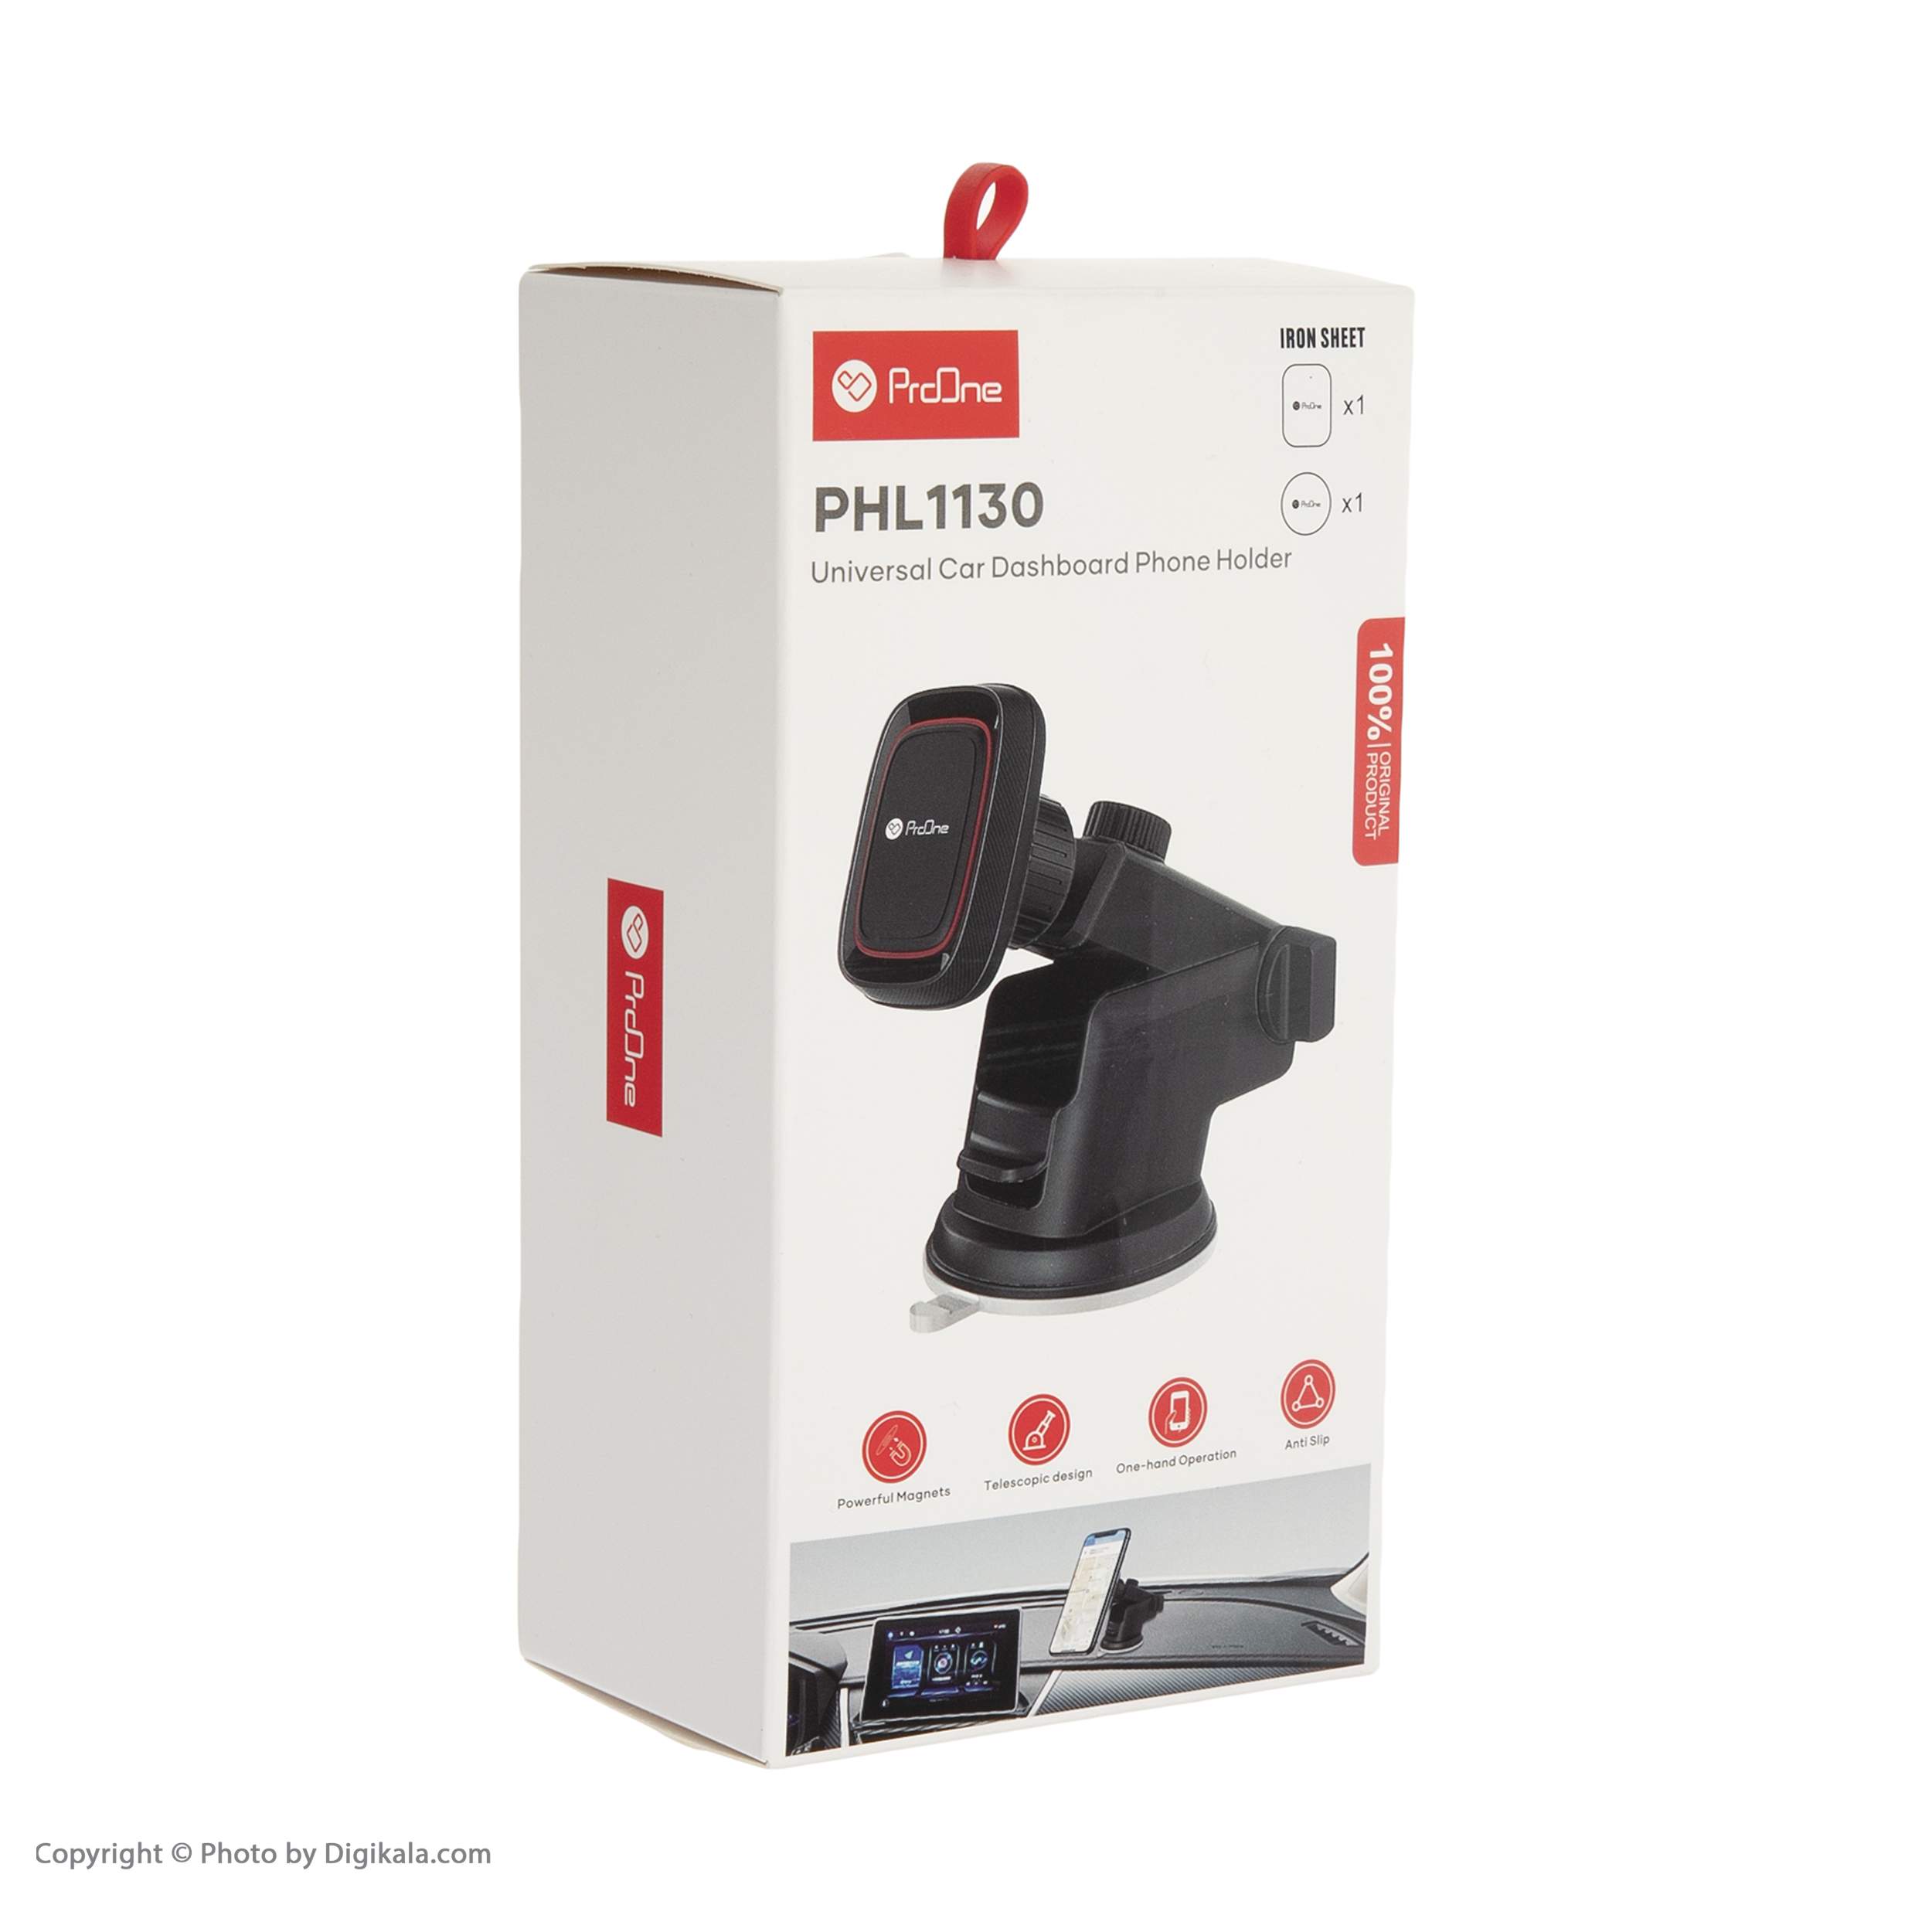 ProOne
IRON SHEET
ProOne
x1
ProOne
x1
PHL1130
Universal Car Dashboard Phone Holder
100% ORIGINAL
PRODUCT
ProOne
ProOne
Powerful Magnets
Telescopic design
One-hand Operation
Anti Slip
Copyright © Photo by Digikala.com